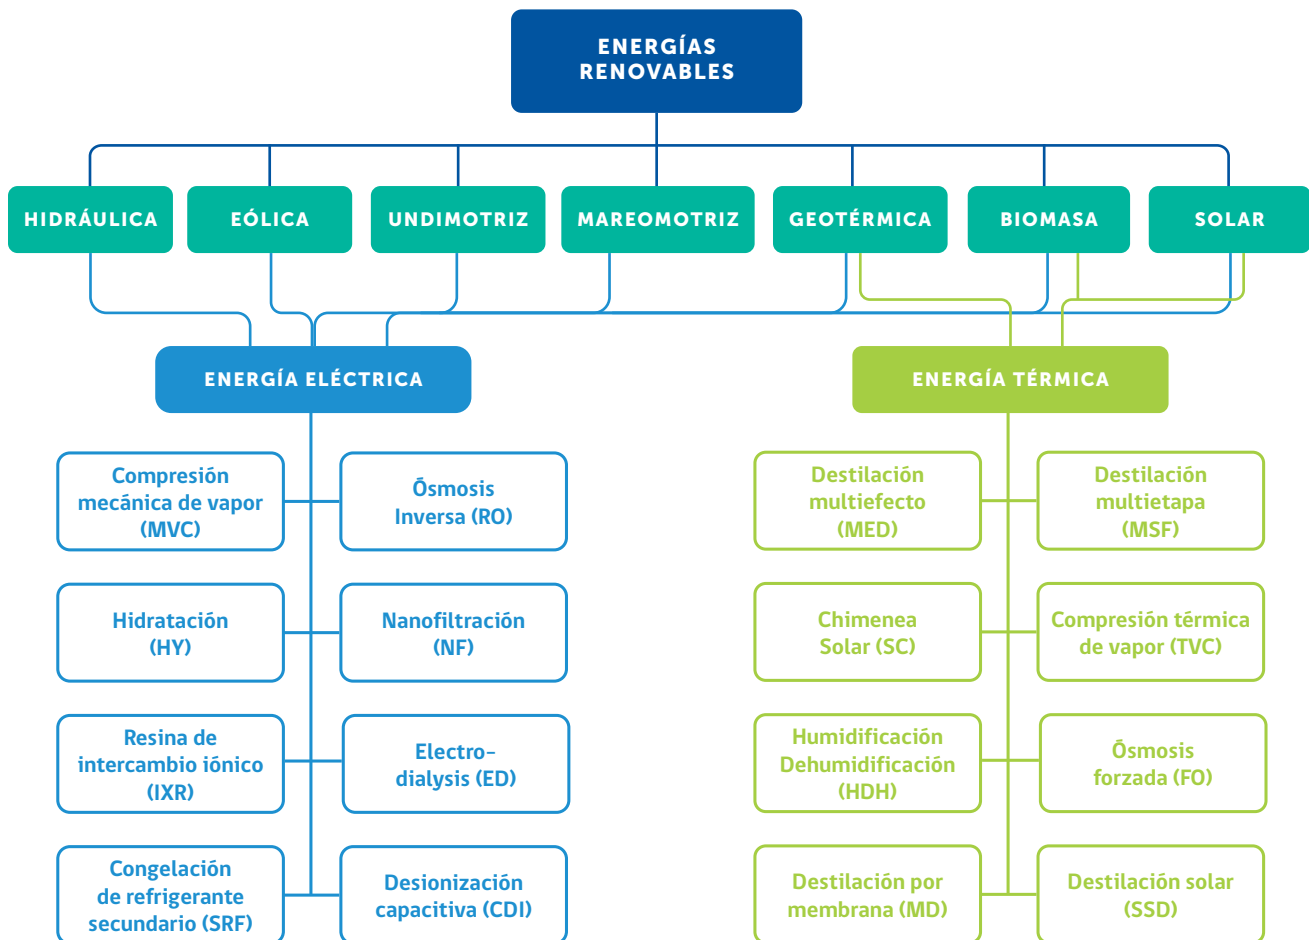 ENERGÍAS
RENOVABLES
HIDRÁULICA
EÓLICA
UNDIMOTRIZ
MAREOMOTRIZ
GEOTÉRMICA
BIOMASA
SOLAR
ENERGÍA ELÉCTRICA
ENERGÍA TÉRMICA
Compresión
mecánica de vapor
(MVC)
Ósmosis
Inversa (RO)
Hidratación
(HY)
Nanofiltración
(NF)
Resina de
intercambio iónico
(IXR)
Electro-
dialysis (ED)
Congelación
de refrigerante
secundario (SRF)
Desionización
capacitiva (CDI)
Destilación
multiefecto
(MED)
Destilación
multietapa
(MSF)
Chimenea
Solar (SC)
Compresión térmica
de vapor (TVC)
Humidificación
Dehumidificación
(HDH)
Ósmosis
forzada (FO)
Destilación por
membrana (MD)
Destilación solar
(SSD)